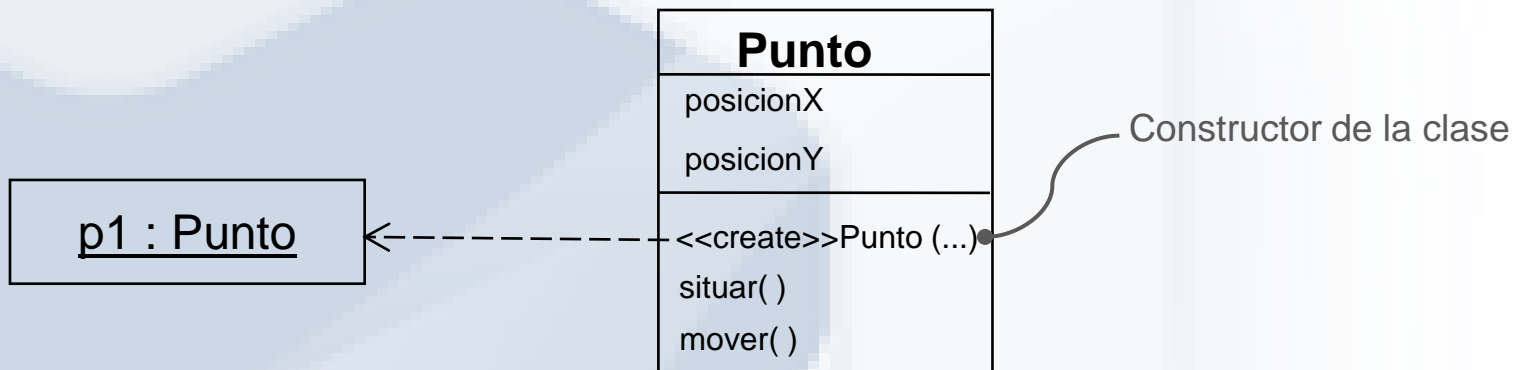 Punto
posicionX
posicionY
Constructor de la clase
p1 : Punto
<<create>>Punto (...)
situar( )
mover( )